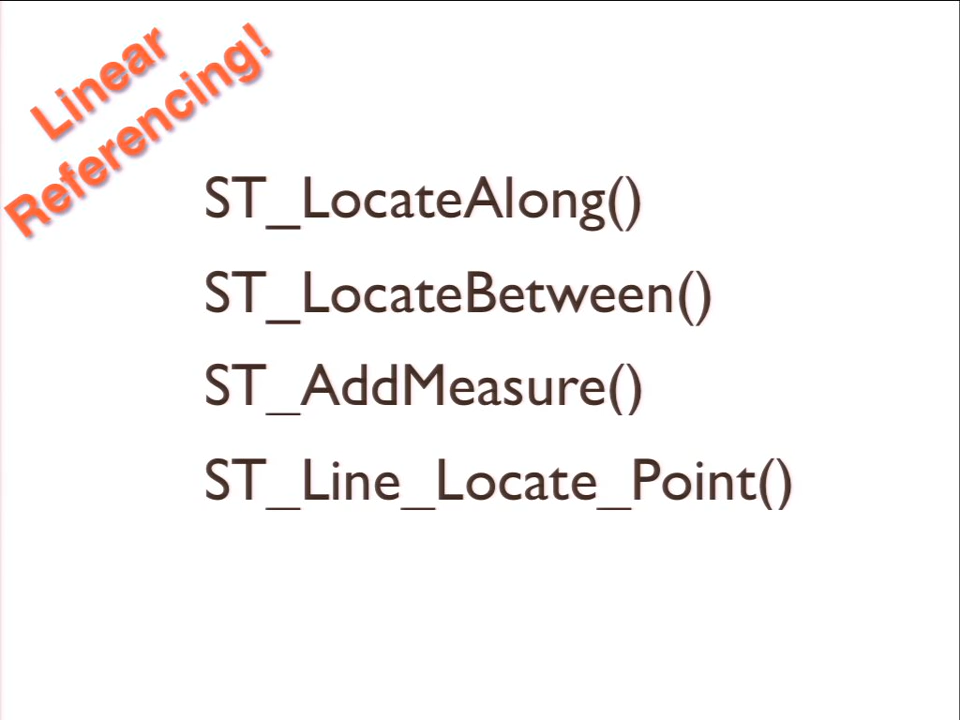 Linear
Referencing!
ST_LocateAlong()
ST_LocateBetween()
ST_AddMeasure()
ST_Line_Locate_Point()